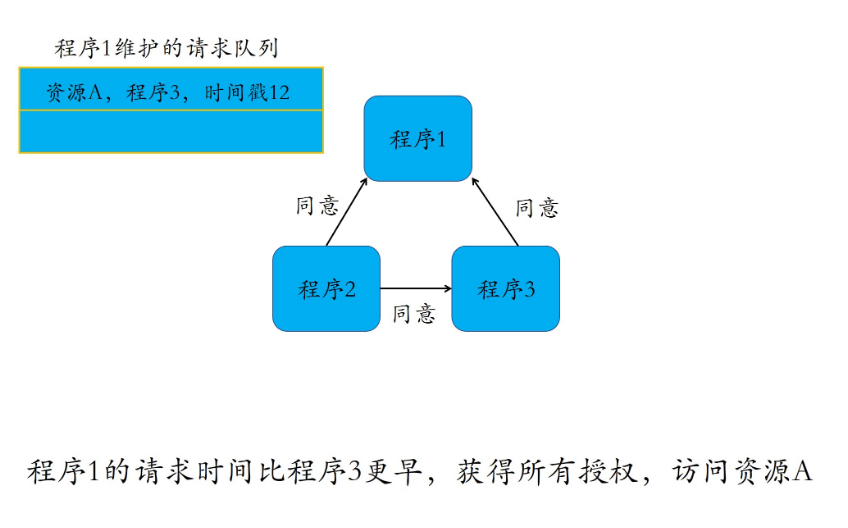 程序1维护的请求队列
资源A，程序3，时间戳12
程序1
同意
同意
程序2
程序3
同意
程序1的请求时间比程序3更早，获得所有授权，访问资源A